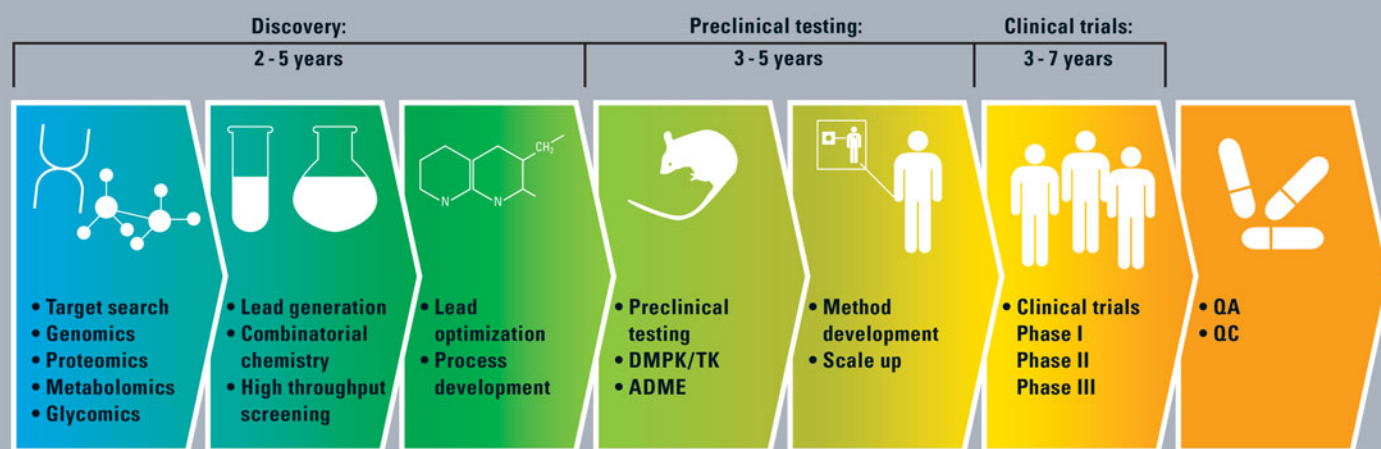 Discovery:
2 - 5 years
Preclinical testing:
3 - 5 years
Clinical trials:
3 - 7 years
CH2
N
N
• Target search
• Genomics
• Proteomics
• Metabolomics
• Glycomics
• Lead generation
• Combinatorial
chemistry
• High throughput
screening
• Lead
optimization
• Process
development
• Preclinical
testing
• DMPK/TK
• ADME
• Method
development
• Scale up
• Clinical trials
Phase I
Phase II
Phase III
• QA
• QC